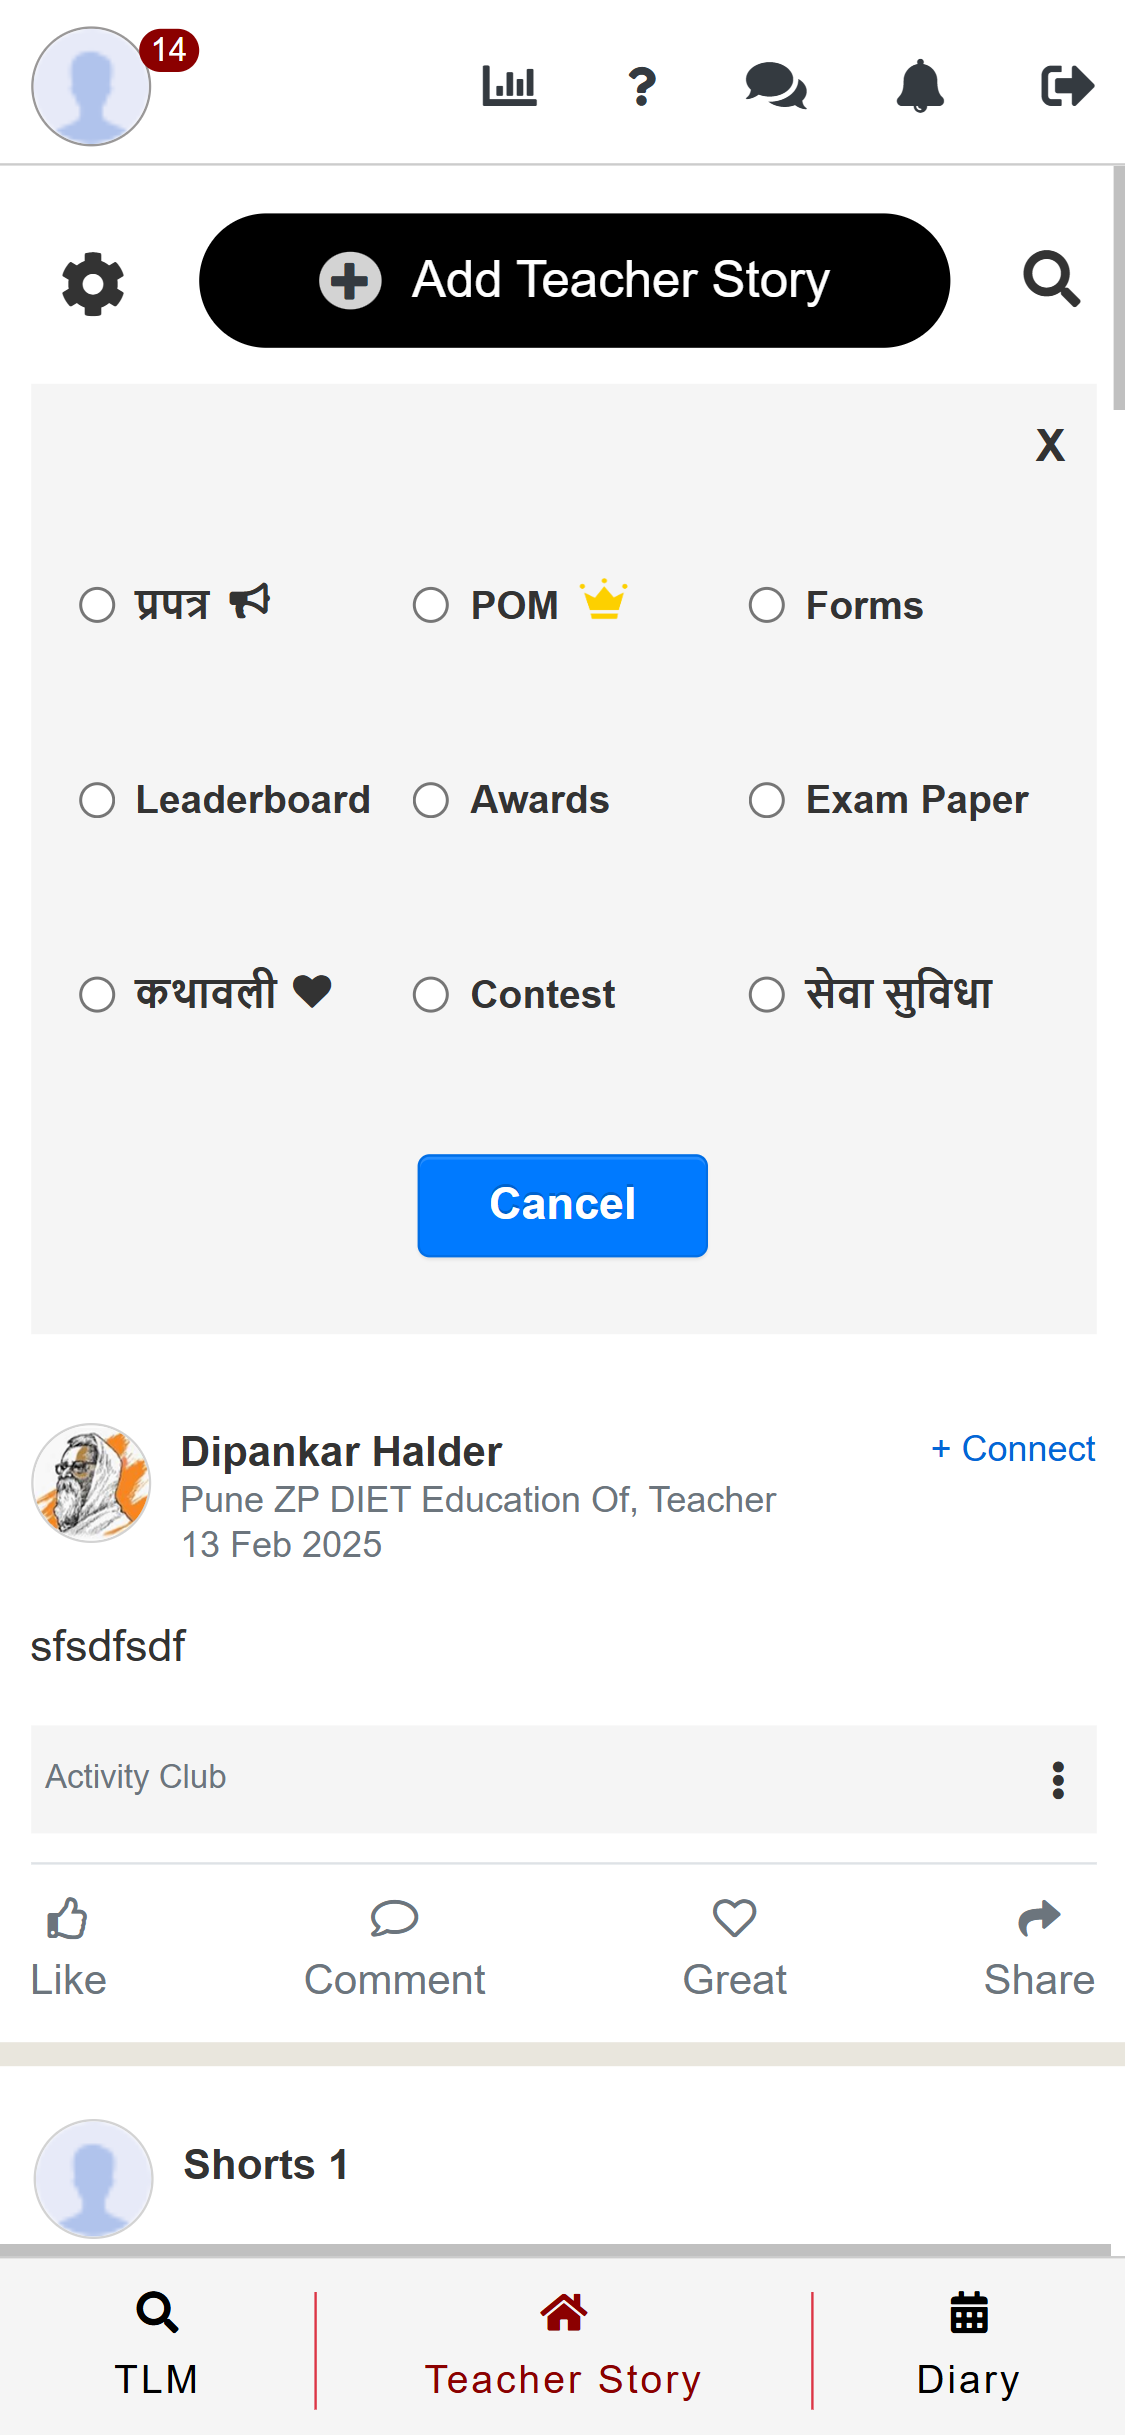 14
Add Teacher Story
X
प्रपत्र
POM
Forms
Leaderboard
Awards
Exam Paper
कथावली
Contest
सेवा सुविधा
Cancel
Dipankar Halder
+ Connect
Pune ZP DIET Education Of, Teacher
13 Feb 2025
sfsdfsdf
Activity Club
Like
Comment
Great
Share
Shorts 1
TLM
Teacher Story
Diary